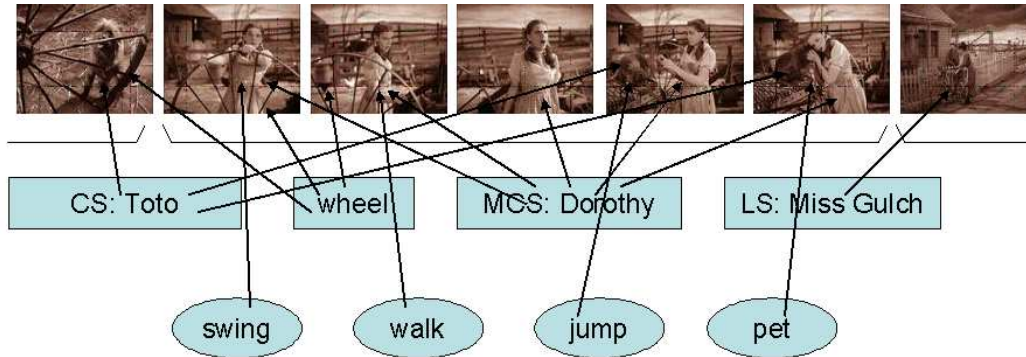 CS: Toto
wheel
MCS: Dorothy
LS: Miss Gulch
swing
walk
jump
pet